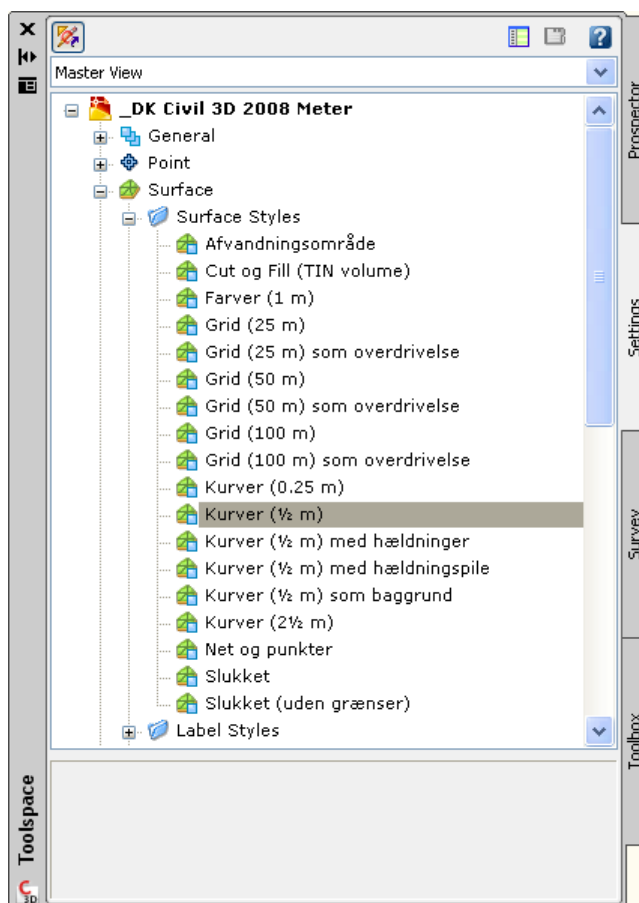 Master View
_DK Civil 3D 2008 Meter
General
Point
Surface
Surface Styles
Afvandningsområde
Cut og Fill (TIN volume)
Farver (1 m)
Grid (25 m)
Grid (25 m) som overdrivelse
Grid (50 m)
Grid (50 m) som overdrivelse
Grid (100 m)
Grid (100 m) som overdrivelse
Kurver (0.25 m)
Kurver (½ m)
Kurver (½ m) med hældninger
Kurver (½ m) med hældningspile
Kurver (½ m) som baggrund
Kurver (2½ m)
Net og punkter
Slukket
Slukket (uden grænser)
Label Styles
Prospector
Settings
Survey
Toolbox
Toolspace
C 3D